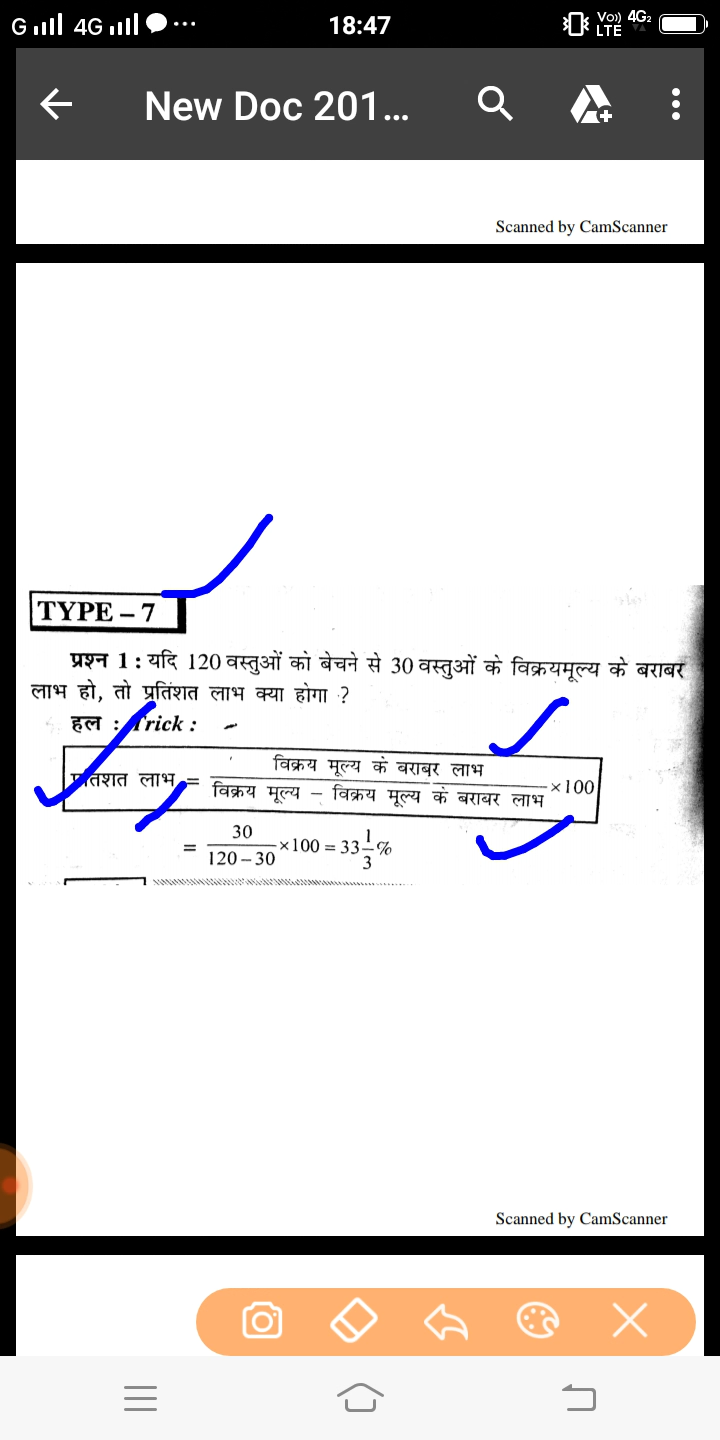 G 4G ... 18:47 Vo)) LTE 4G2
New Doc 201...
Scanned by CamScanner
TYPE – 7
प्रश्न 1 : यदि 120 वस्तुओं को बेचने से 30 वस्तुओं के विक्रयमूल्य के बराबर
लाभ हो, तो प्रतिशत लाभ क्या होगा ?
हल : Trick :
प्रतिशत लाभ = विक्रय मूल्य के बराबर लाभ / विक्रय मूल्य – विक्रय मूल्य के बराबर लाभ ×100
= 30 / 120 – 30 ×100 = 33 1/3 %
Scanned by CamScanner